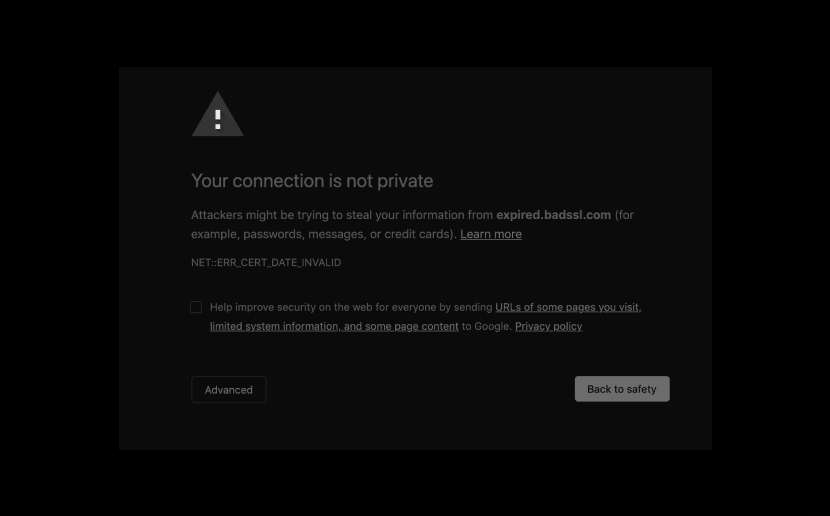 Your connection is not private
Attackers might be trying to steal your information from expired.badssl.com (for
example, passwords, messages, or credit cards). Learn more
NET::ERR_CERT_DATE_INVALID
Help improve security on the web for everyone by sending URLs of some pages you visit,
limited system information, and some page content to Google. Privacy policy
Advanced
Back to safety